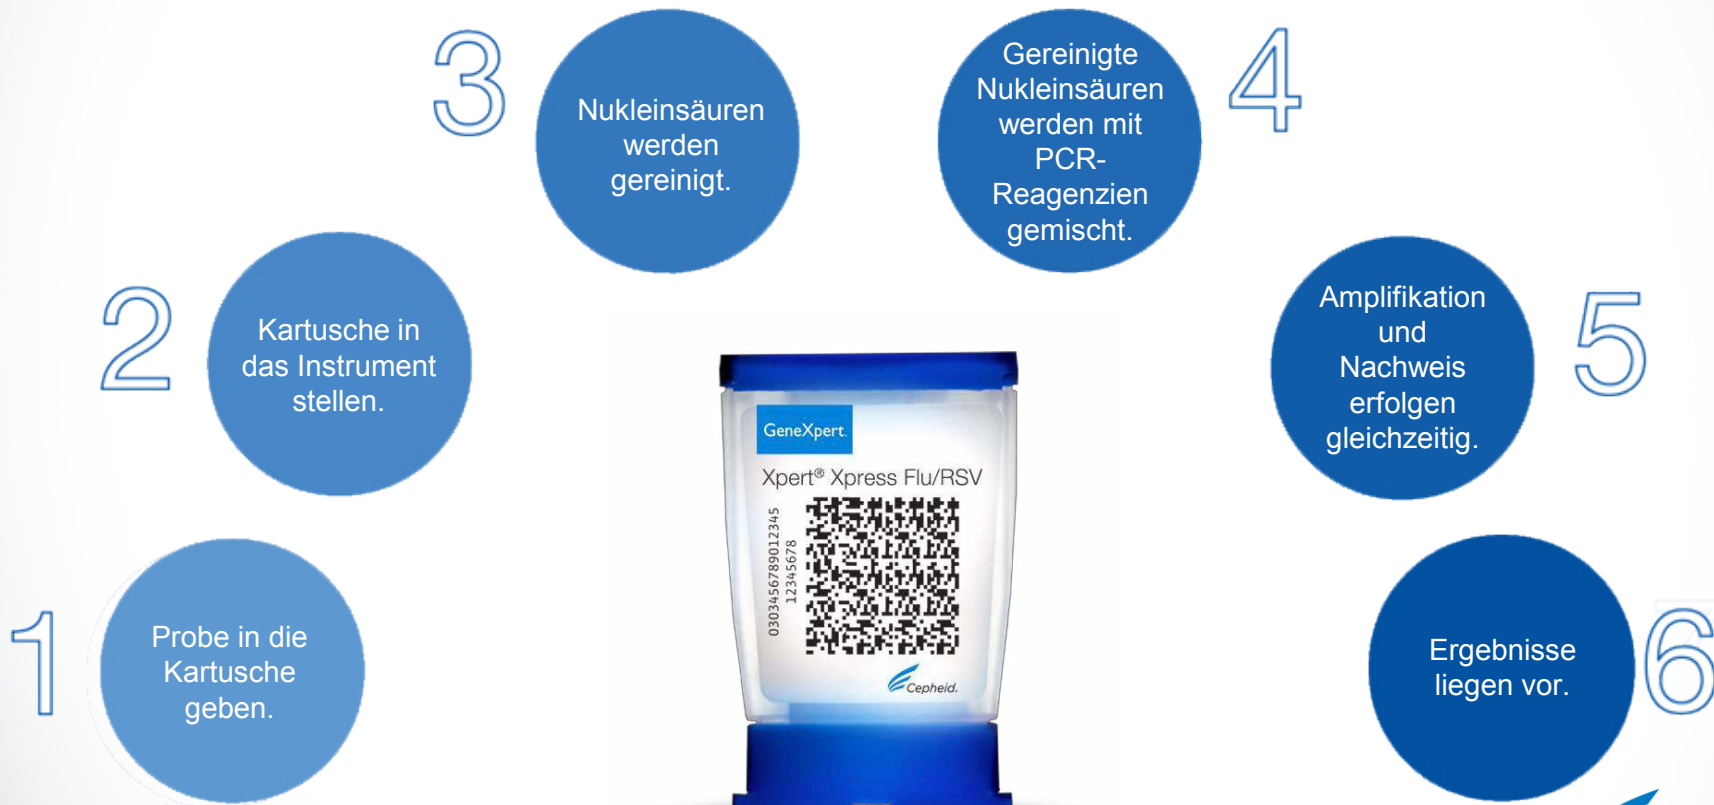 1
Probe in die
Kartusche
geben.
2
Kartusche in
das Instrument
stellen.
3
Nukleinsäuren
werden
gereinigt.
4
Gereinigte
Nukleinsäuren
werden mit
PCR-
Reagenzien
gemischt.
5
Amplifikation
und
Nachweis
erfolgen
gleichzeitig.
6
Ergebnisse
liegen vor.
GeneXpert.
Xpert® Xpress Flu/RSV
0303456789012345
12345678
Cepheid.